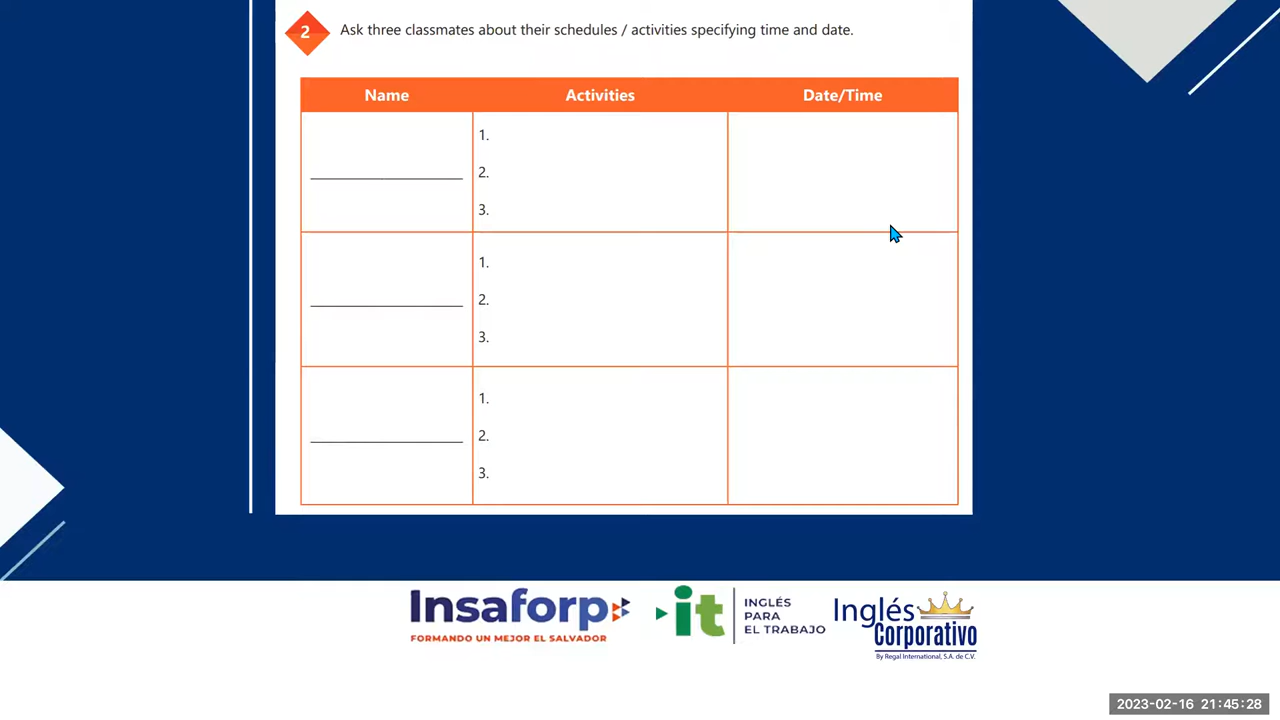 2
Ask three classmates about their schedules / activities specifying time and date.
Name Activities Date/Time
1.
2.
3.
1.
2.
3.
1.
2.
3.
Insaforp
FORMANDO UN MEJOR EL SALVADOR
it
INGLÉS
PARA
EL TRABAJO
Inglés
Corporativo
By Regal International, S.A. de C.V.
2023-02-16 21:45:28